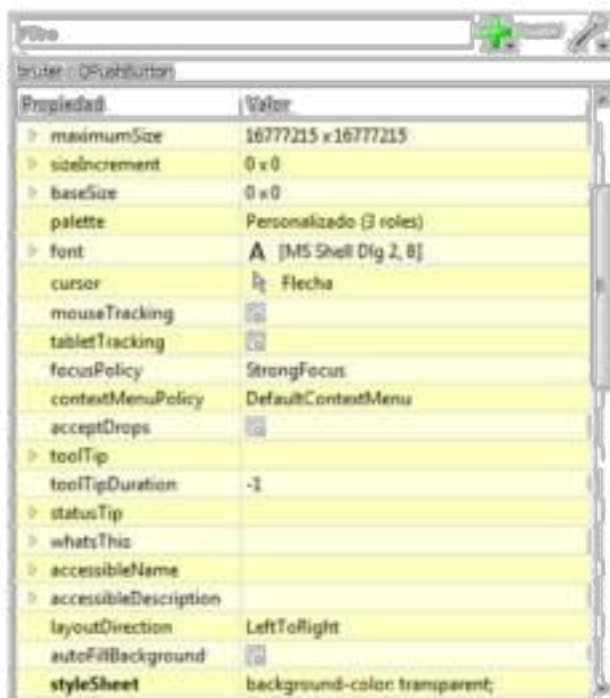 Filtro
bruter : QPushButton
Propiedad Valor
maximumSize 16777215 x 16777215
sizeIncrement 0 x 0
baseSize 0 x 0
palette Personalizado (3 roles)
font A [MS Shell Dlg 2, 8]
cursor Flecha
mouseTracking
tabletTracking
focusPolicy StrongFocus
contextMenuPolicy DefaultContextMenu
acceptDrops
toolTip
toolTipDuration -1
statusTip
whatsThis
accessibleName
accessibleDescription
layoutDirection LeftToRight
autoFillBackground
styleSheet background-color: transparent;